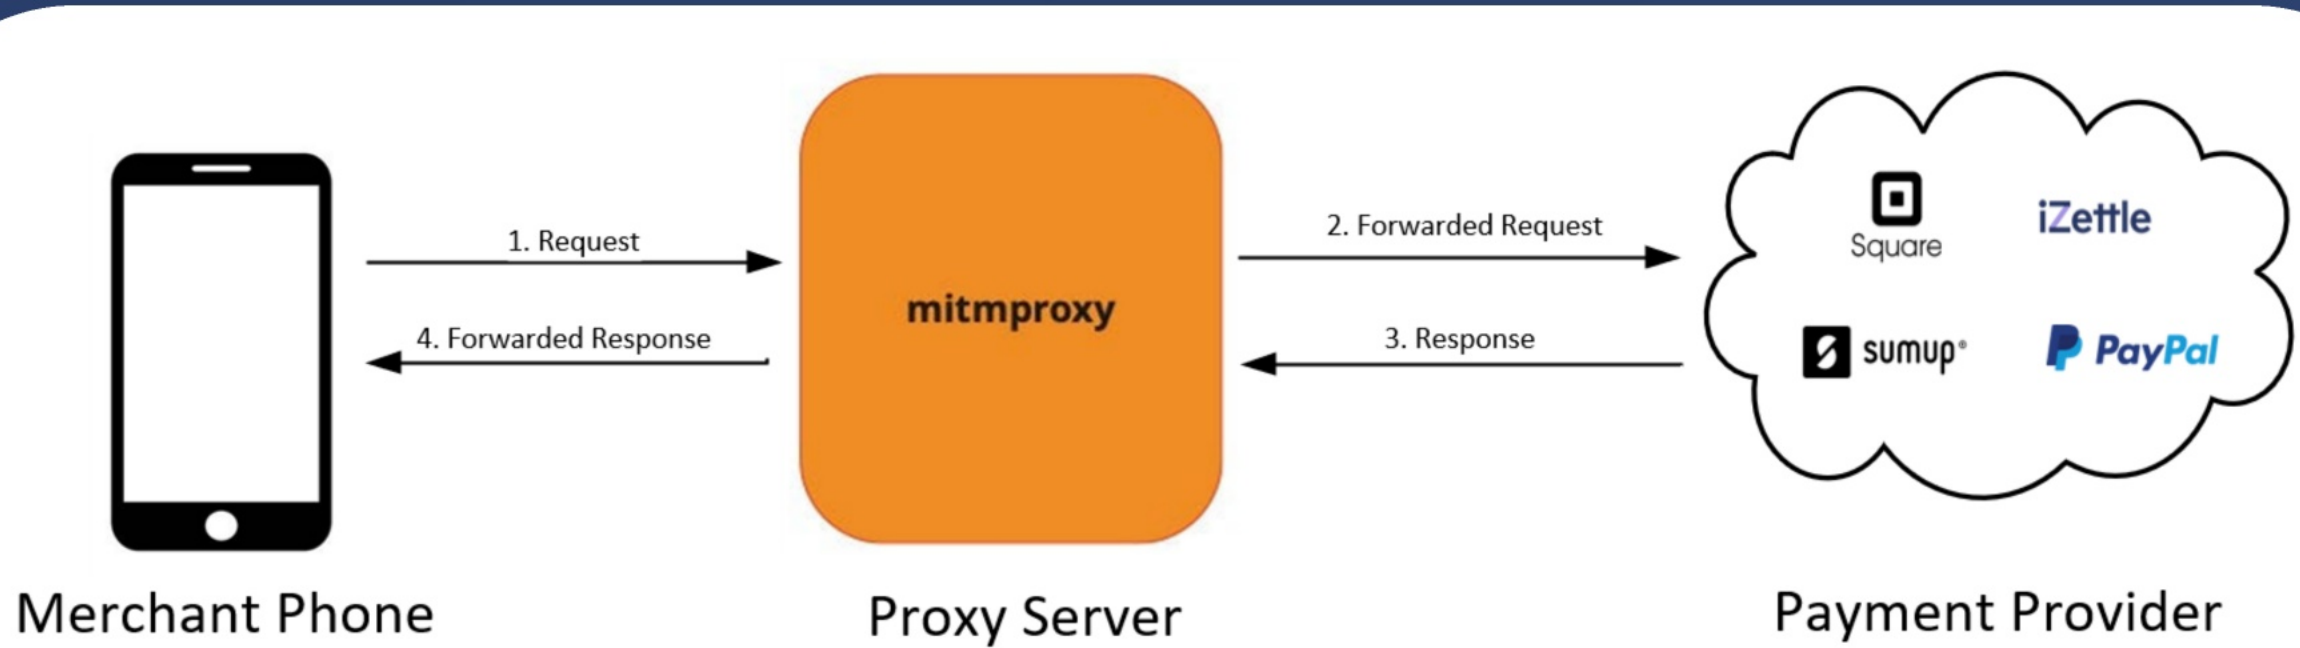 1. Request
4. Forwarded Response
mitmproxy
2. Forwarded Request
3. Response
Square
iZettle
sumup®
PayPal
Merchant Phone
Proxy Server
Payment Provider